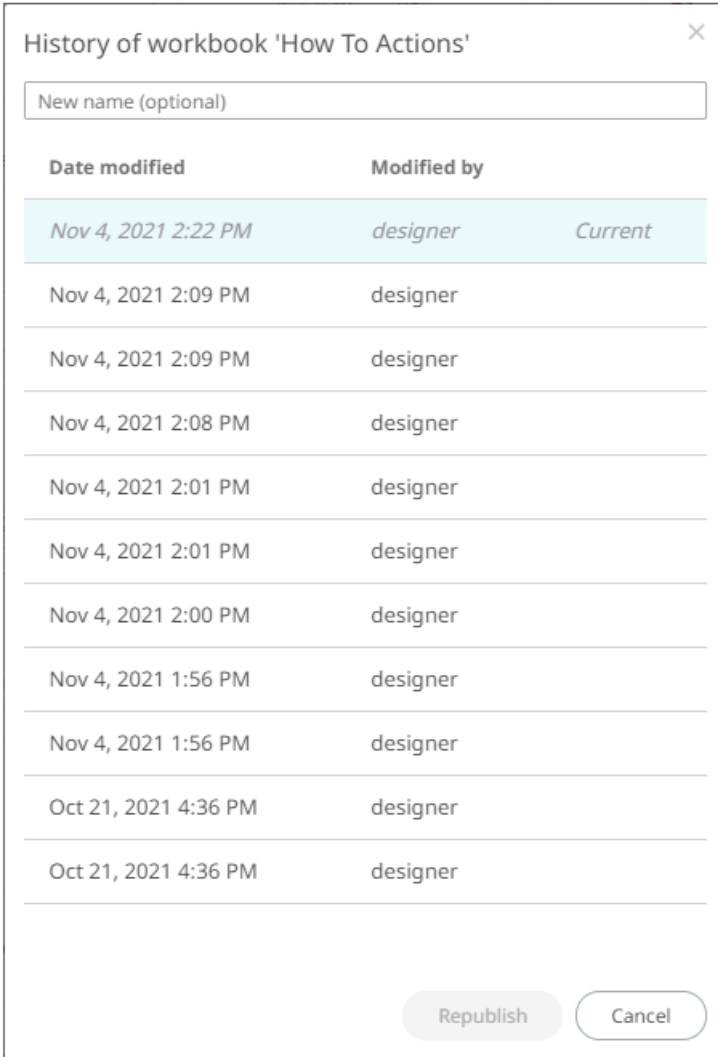 History of workbook 'How To Actions'
New name (optional)
Date modified Modified by
Nov 4, 2021 2:22 PM designer Current
Nov 4, 2021 2:09 PM designer
Nov 4, 2021 2:09 PM designer
Nov 4, 2021 2:08 PM designer
Nov 4, 2021 2:01 PM designer
Nov 4, 2021 2:01 PM designer
Nov 4, 2021 2:00 PM designer
Nov 4, 2021 1:56 PM designer
Nov 4, 2021 1:56 PM designer
Oct 21, 2021 4:36 PM designer
Oct 21, 2021 4:36 PM designer
Republish Cancel